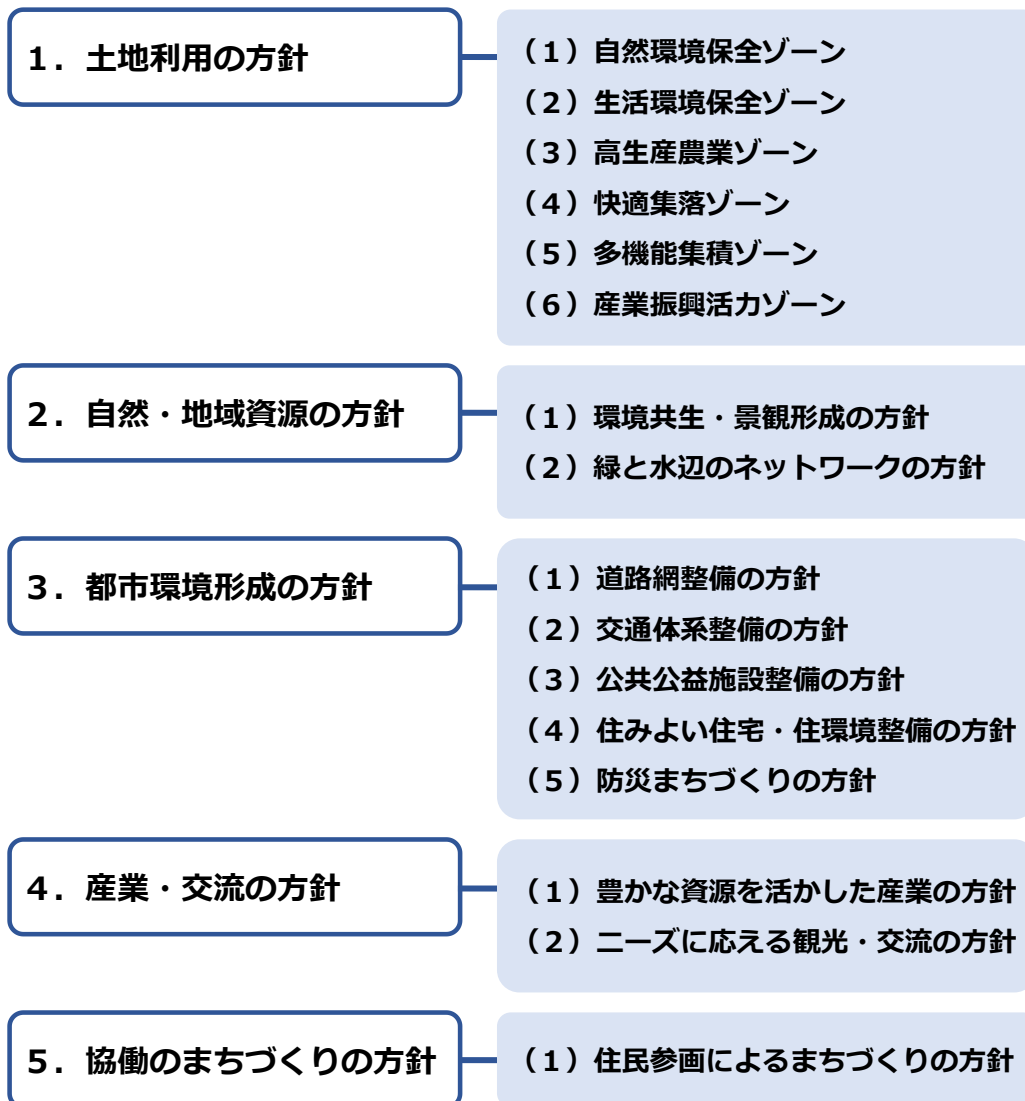 １．土地利用の方針
（１）自然環境保全ゾーン
（２）生活環境保全ゾーン
（３）高生産農業ゾーン
（４）快適集落ゾーン
（５）多機能集積ゾーン
（６）産業振興活力ゾーン
２．自然・地域資源の方針
（１）環境共生・景観形成の方針
（２）緑と水辺のネットワークの方針
３．都市環境形成の方針
（１）道路網整備の方針
（２）交通体系整備の方針
（３）公共公益施設整備の方針
（４）住みよい住宅・住環境整備の方針
（５）防災まちづくりの方針
４．産業・交流の方針
（１）豊かな資源を活かした産業の方針
（２）ニーズに応える観光・交流の方針
５．協働のまちづくりの方針
（１）住民参画によるまちづくりの方針